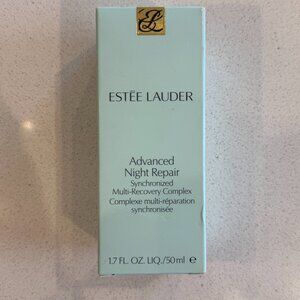 ESTĒE LAUDER
Advanced
Night Repair
Synchronized
Multi-Recovery Complex
Complexe multi-réparation
synchronisée
1.7 FL. OZ. LIQ./50 ml ℮